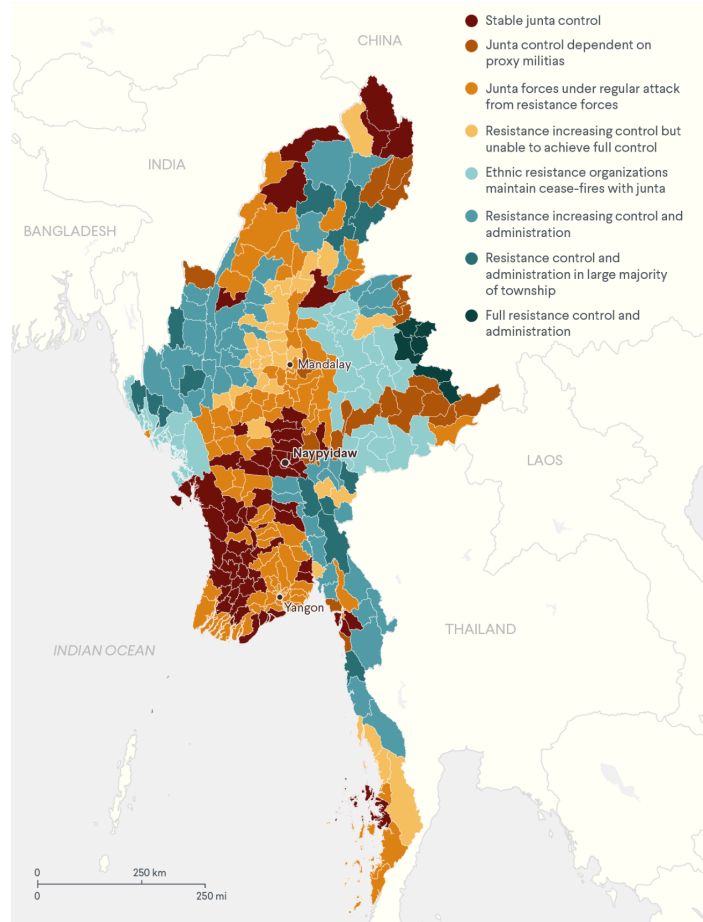 Stable junta control
Junta control dependent on
proxy militias
Junta forces under regular attack
from resistance forces
Resistance increasing control but
unable to achieve full control
Ethnic resistance organizations
maintain cease-fires with junta
Resistance increasing control and
administration
Resistance control and
administration in large majority
of township
Full resistance control and
administration
CHINA
INDIA
BANGLADESH
Mandalay
Naypyidaw
LAOS
Yangon
THAILAND
INDIAN OCEAN
0
250 km
0
250 mi